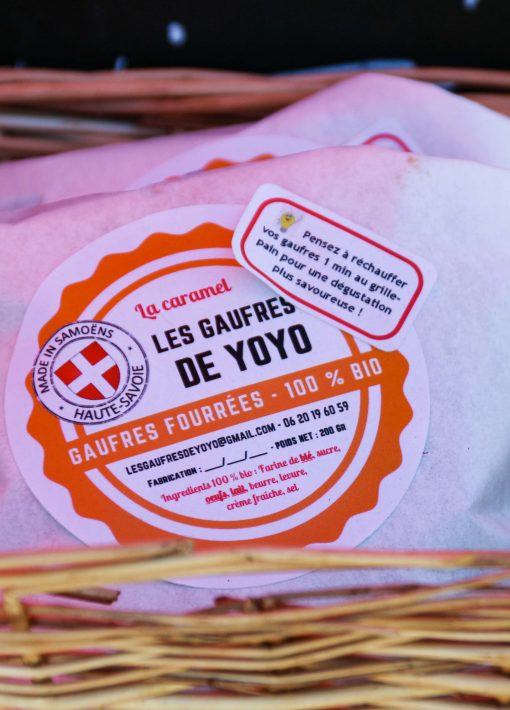 Pensez à réchauffer
vos gaufres 1 min au grille-
pain pour une dégustation
plus savoureuse !
La caramel
LES GAUFRES
DE YOYO
MADE IN SAMOËNS
HAUTE-SAVOIE
GAUFRES FOURRÉES - 100 % BIO
LESGAUFRESDEYOYO@GMAIL.COM - 06 20 19 60 59
FABRICATION : __/__/__ - POIDS NET : 200 GR
Ingredients 100 % bio : Farine de blé, sucre,
oeufs, lait, beurre, levure,
crème fraiche, sel